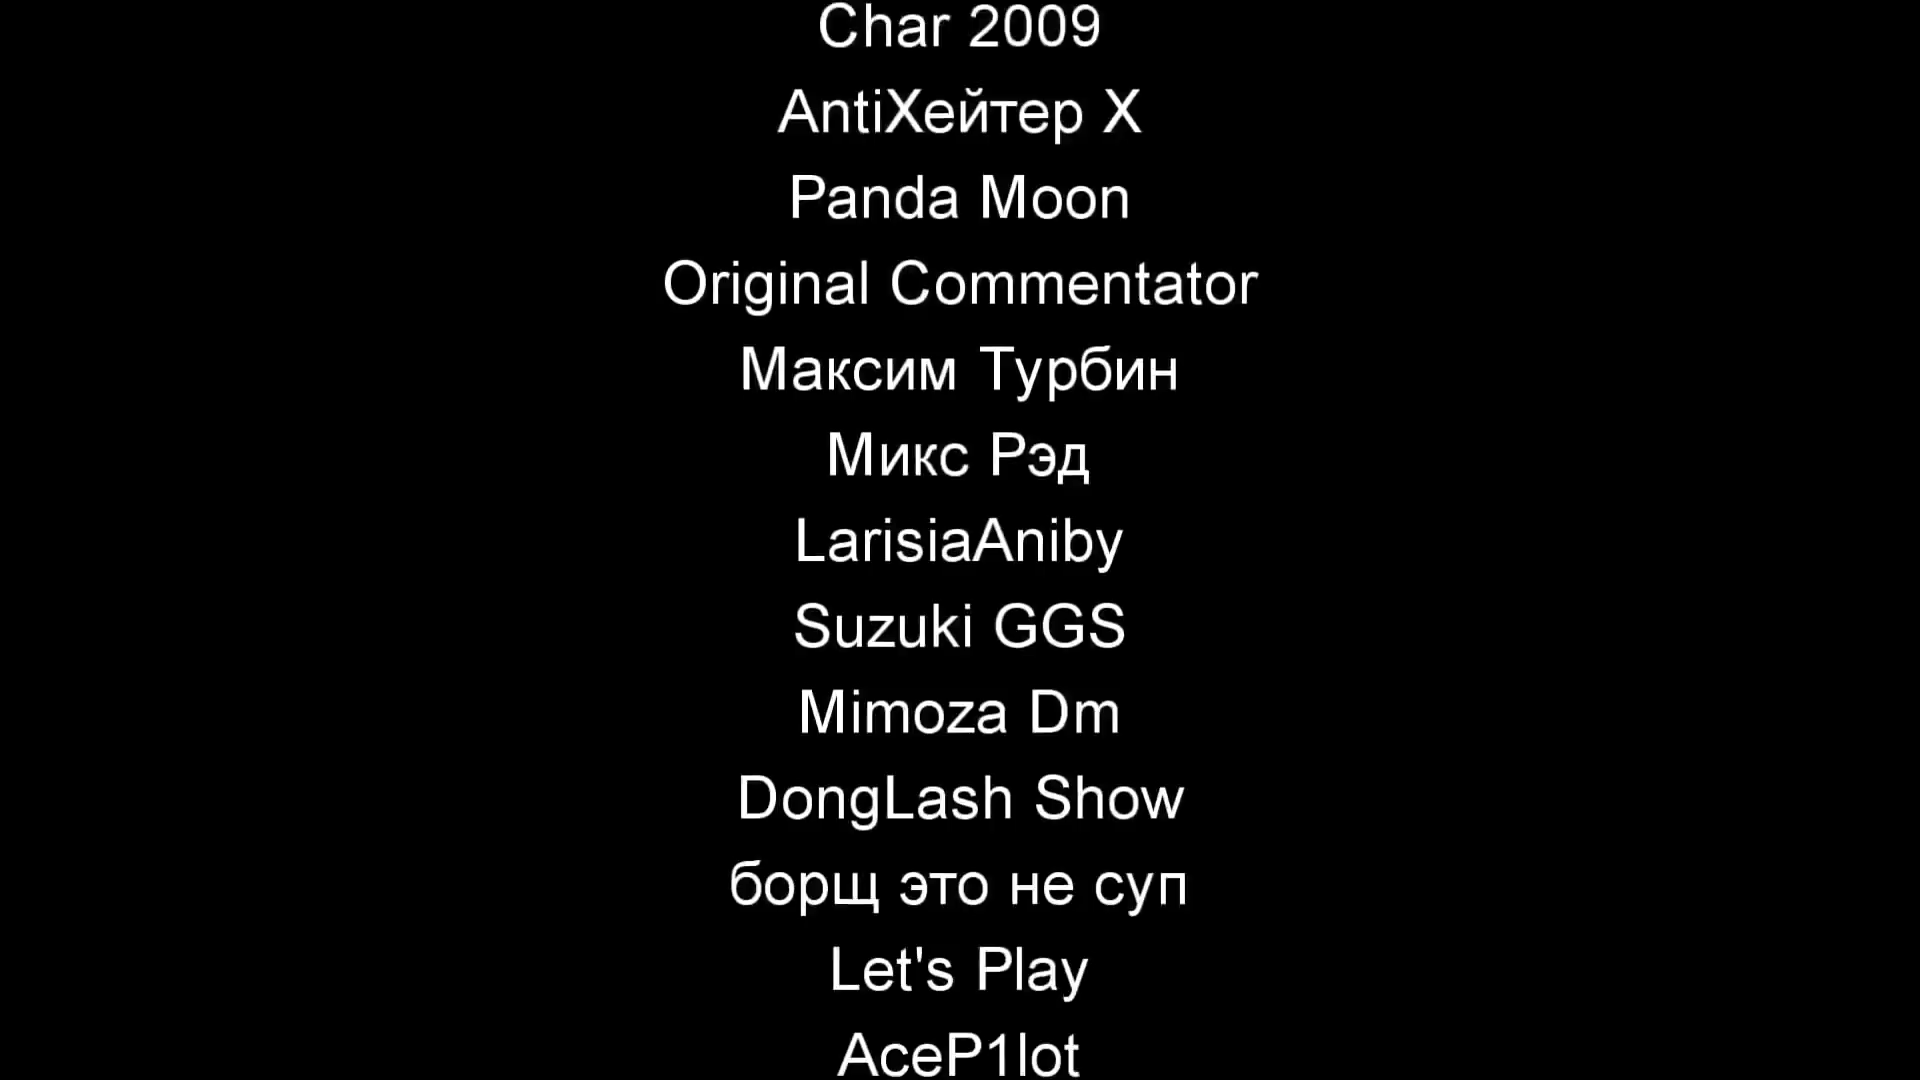 Char 2009
AntiХейтер X
Panda Moon
Original Commentator
Максим Турбин
Микс Рэд
LarisiaAniby
Suzuki GGS
Mimoza Dm
DongLash Show
борщ это не суп
Let's Play
AceP1lot